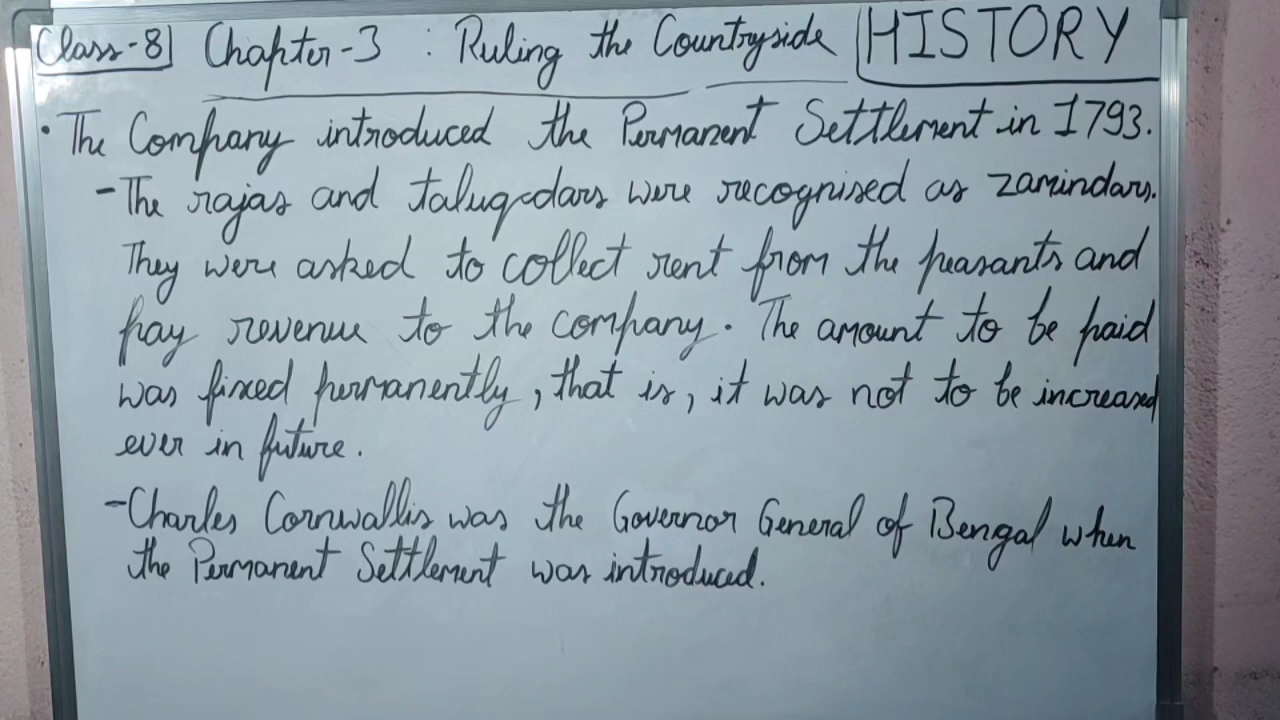 Class-8 Chapter-3 : Ruling the Countryside HISTORY
• The Company introduced the Permanent Settlement in 1793.
- The rajas and taluqdars were recognised as zamindars.
They were asked to collect rent from the peasants and
pay revenue to the company. The amount to be paid
was fixed permanently, that is, it was not to be increased
ever in future.
- Charles Cornwallis was the Governor General of Bengal when
the Permanent Settlement was introduced.